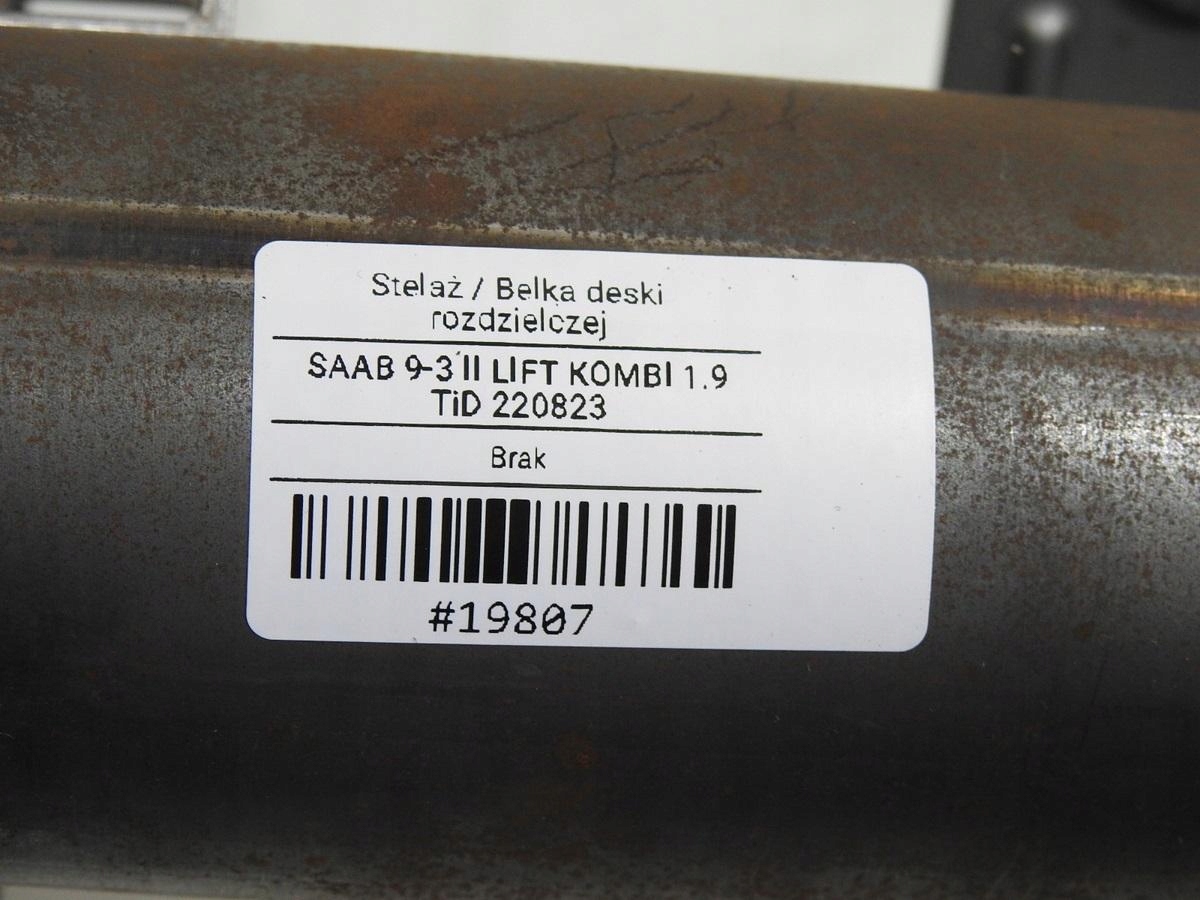 Stelaż / Belka deski
rozdzielczej
SAAB 9-3 II LIFT KOMBI 1.9
TiD 220823
Brak
#19807